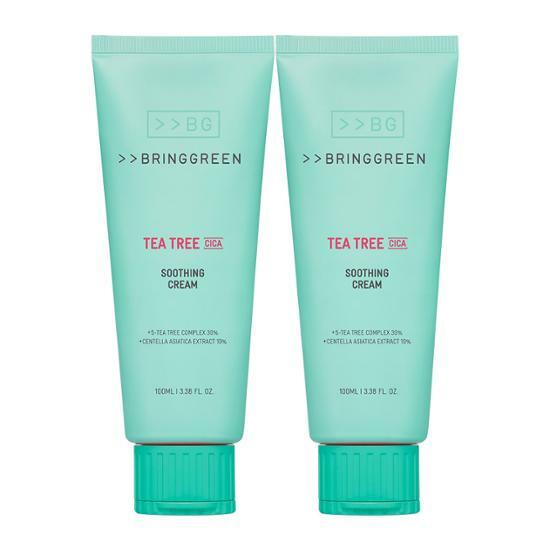 >>BG
>>BRINGGREEN
TEA TREE CICA
SOOTHING
CREAM
+5-TEA TREE COMPLEX 30%
+CENTELLA ASIATICA EXTRACT 10%
100ML | 3.38 FL. OZ.
>>BG
>>BRINGGREEN
TEA TREE CICA
SOOTHING
CREAM
+5-TEA TREE COMPLEX 30%
+CENTELLA ASIATICA EXTRACT 10%
100ML | 3.38 FL. OZ.